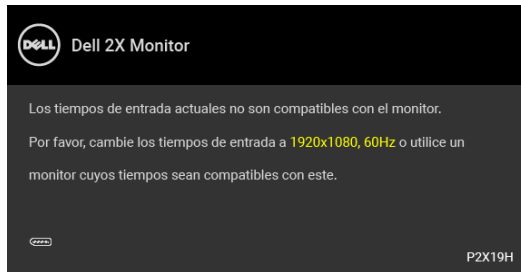 DELL
Dell 2X Monitor
Los tiempos de entrada actuales no son compatibles con el monitor.
Por favor, cambie los tiempos de entrada a 1920x1080, 60Hz o utilice un
monitor cuyos tiempos sean compatibles con este.
P2X19H